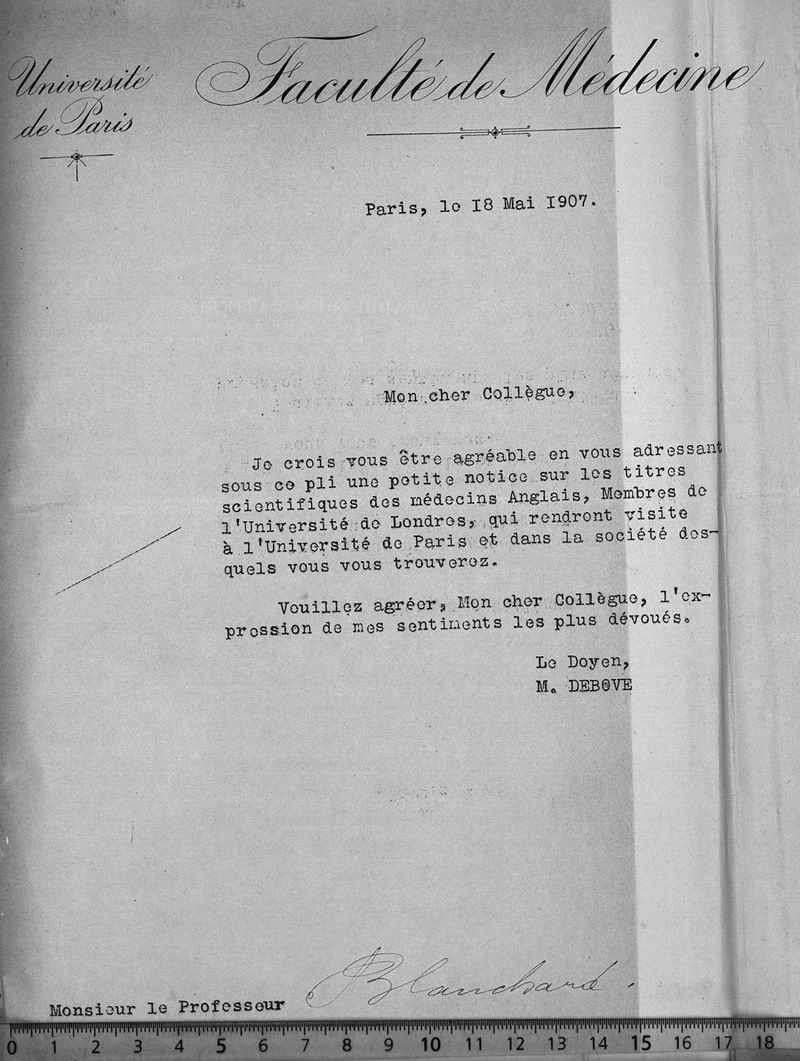 Université
de Paris
Faculté de Médecine
Paris, le 18 Mai 1907.
Mon cher Collègue,
Je crois vous être agréable en vous adressant
sous ce pli une petite notice sur les titres
scientifiques des médecins Anglais, Membres de
l'Université de Londres, qui rendront visite
à l'Université de Paris et dans la société des-
quels vous vous trouverez.
Veuillez agréer, Mon cher Collègue, l'ex-
pression de mes sentiments les plus dévoués.
Le Doyen,
M. DEBOVE
Monsieur le Professeur Blanchard.
0 1 2 3 4 5 6 7 8 9 10 11 12 13 14 15 16 17 18